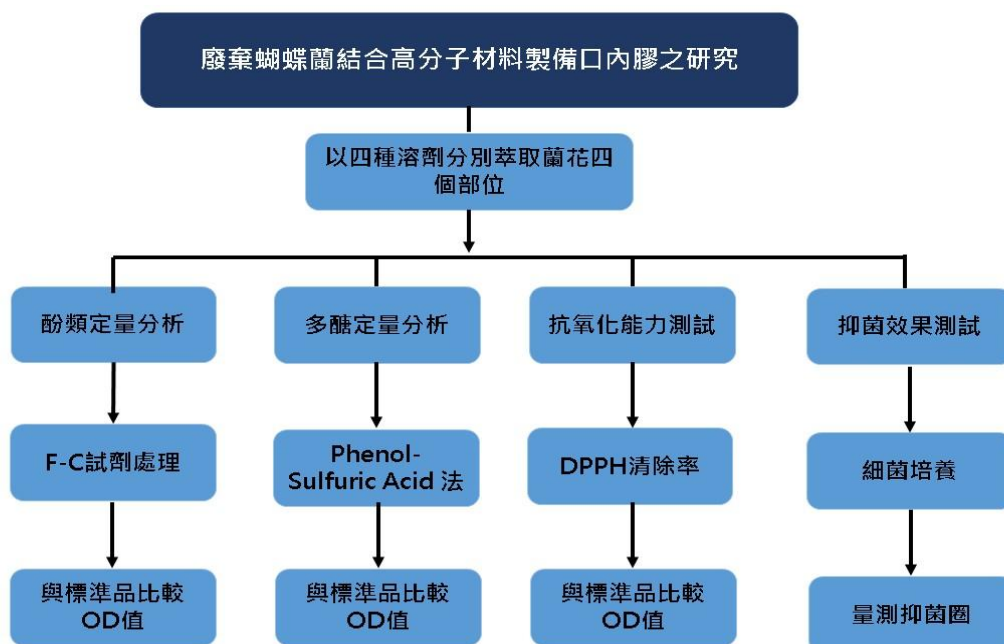 廢棄蝴蝶蘭結合高分子材料製備口內膠之研究
以四種溶劑分別萃取蘭花四
個部位
酚類定量分析
多醣定量分析
抗氧化能力測試
抑菌效果測試
F-C試劑處理
Phenol-
Sulfuric Acid 法
DPPH清除率
細菌培養
與標準品比較
OD值
與標準品比較
OD值
與標準品比較
OD值
量測抑菌圈